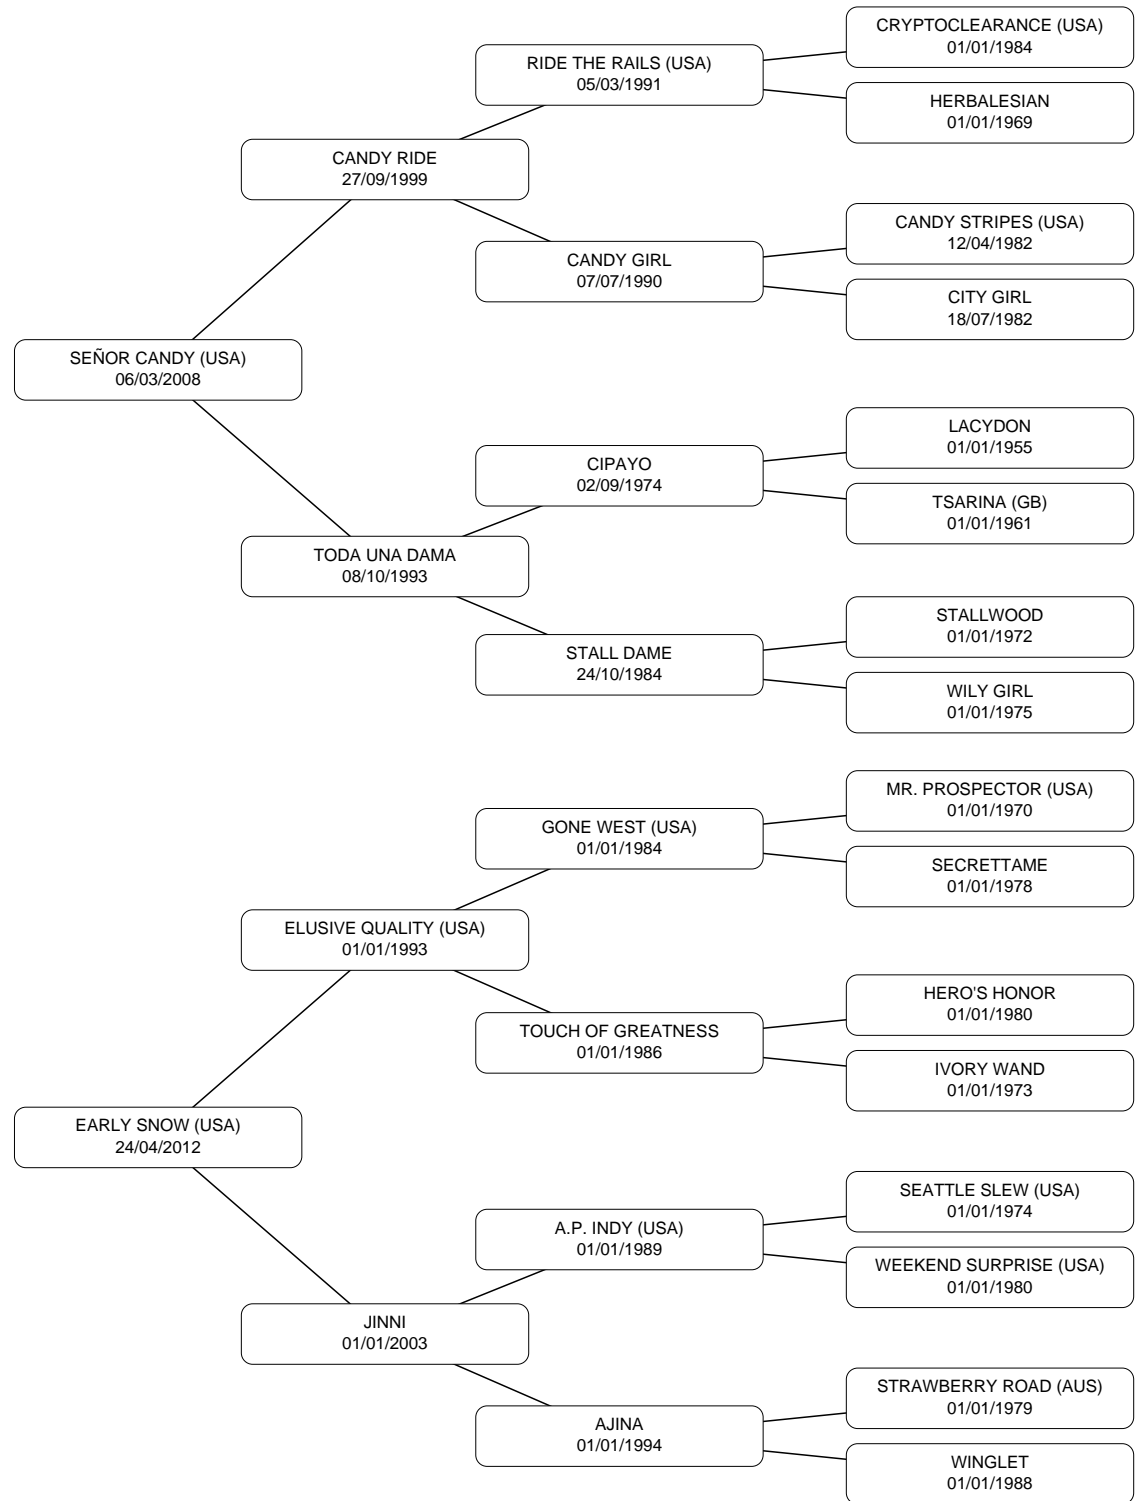 CRYPTOCLEARANCE (USA)
01/01/1984
RIDE THE RAILS (USA)
05/03/1991
HERBALESIAN
01/01/1969
CANDY RIDE
27/09/1999
CANDY STRIPES (USA)
12/04/1982
CANDY GIRL
07/07/1990
CITY GIRL
18/07/1982
SEÑOR CANDY (USA)
06/03/2008
LACYDON
01/01/1955
CIPAYO
02/09/1974
TSARINA (GB)
01/01/1961
TODA UNA DAMA
08/10/1993
STALLWOOD
01/01/1972
STALL DAME
24/10/1984
WILY GIRL
01/01/1975
MR. PROSPECTOR (USA)
01/01/1970
GONE WEST (USA)
01/01/1984
SECRETTAME
01/01/1978
ELUSIVE QUALITY (USA)
01/01/1993
HERO'S HONOR
01/01/1980
TOUCH OF GREATNESS
01/01/1986
IVORY WAND
01/01/1973
EARLY SNOW (USA)
24/04/2012
SEATTLE SLEW (USA)
01/01/1974
A.P. INDY (USA)
01/01/1989
WEEKEND SURPRISE (USA)
01/01/1980
JINNI
01/01/2003
STRAWBERRY ROAD (AUS)
01/01/1979
AJINA
01/01/1994
WINGLET
01/01/1988